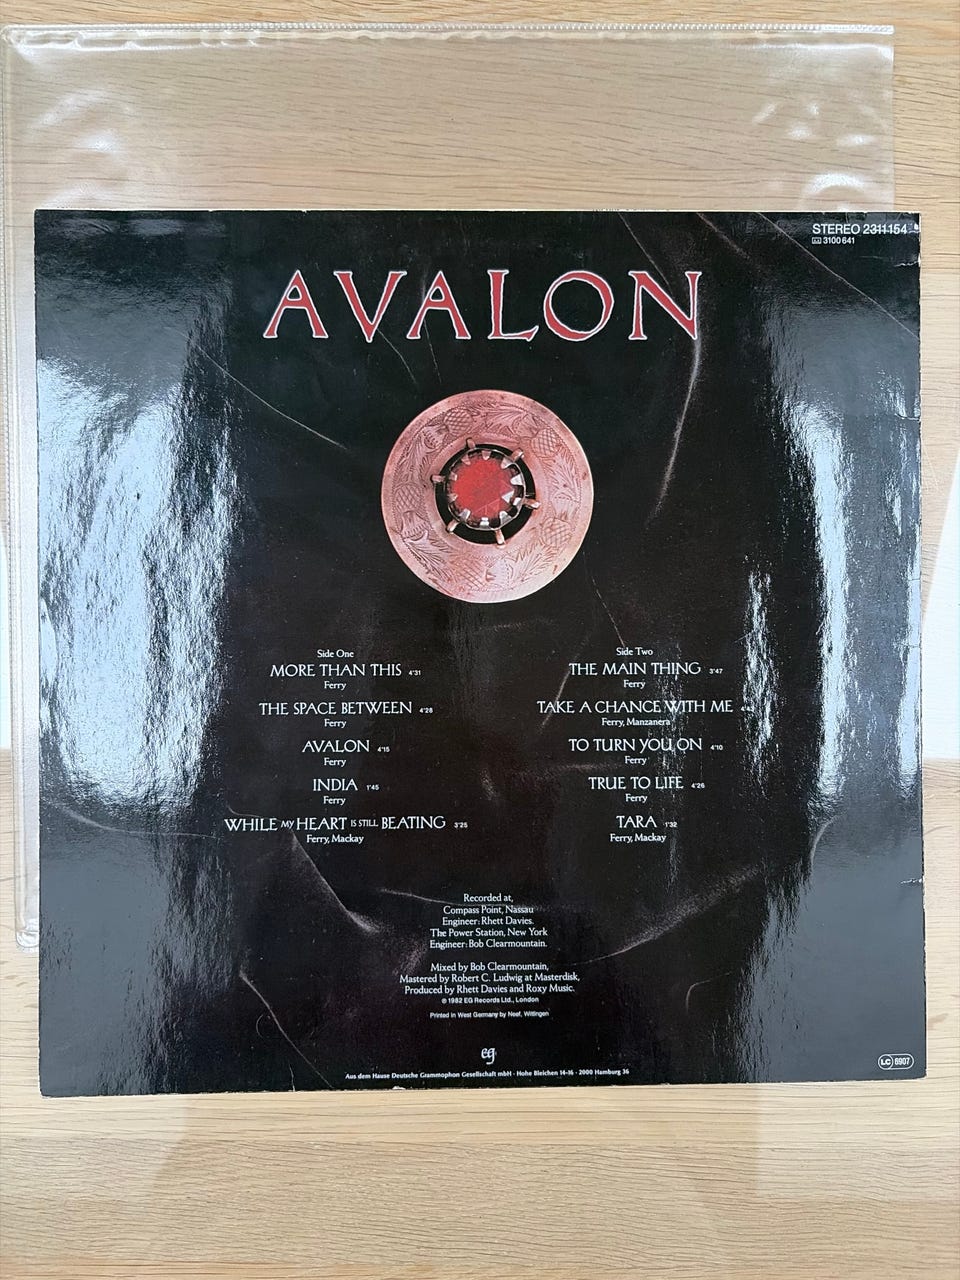 STEREO 2311154
3100 641
AVALON
Side One
MORE THAN THIS 4'31
Ferry
THE SPACE BETWEEN 4'28
Ferry
AVALON 4'15
Ferry
INDIA 1'45
Ferry
WHILE MY HEART IS STILL BEATING 3'25
Ferry, Mackay
Side Two
THE MAIN THING 3'47
Ferry
TAKE A CHANCE WITH ME
Ferry, Manzanera
TO TURN YOU ON 4'10
Ferry
TRUE TO LIFE 4'26
Ferry
TARA 1'32
Ferry, Mackay
Recorded at,
Compass Point, Nassau
Engineer: Rhett Davies.
The Power Station, New York
Engineer: Bob Clearmountain.
Mixed by Bob Clearmountain,
Mastered by Robert C. Ludwig at Masterdisk,
Produced by Rhett Davies and Roxy Music.
℗ 1982 EG Records Ltd., London
Printed in West Germany by Neef, Wittingen
eg
Aus dem Hause Deutsche Grammophon Gesellschaft mbH · Hohe Bleichen 14-16 · 2000 Hamburg 36
LC 6907